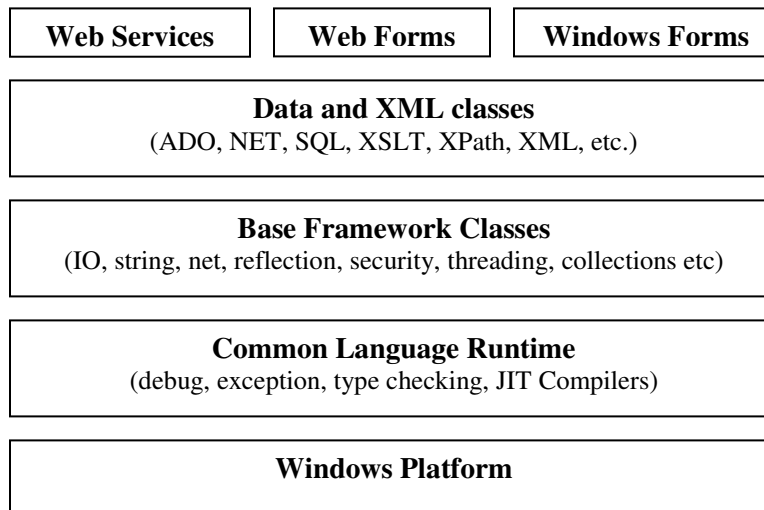 Web Services
Web Forms
Windows Forms
Data and XML classes
(ADO, NET, SQL, XSLT, XPath, XML, etc.)
Base Framework Classes
(IO, string, net, reflection, security, threading, collections etc)
Common Language Runtime
(debug, exception, type checking, JIT Compilers)
Windows Platform